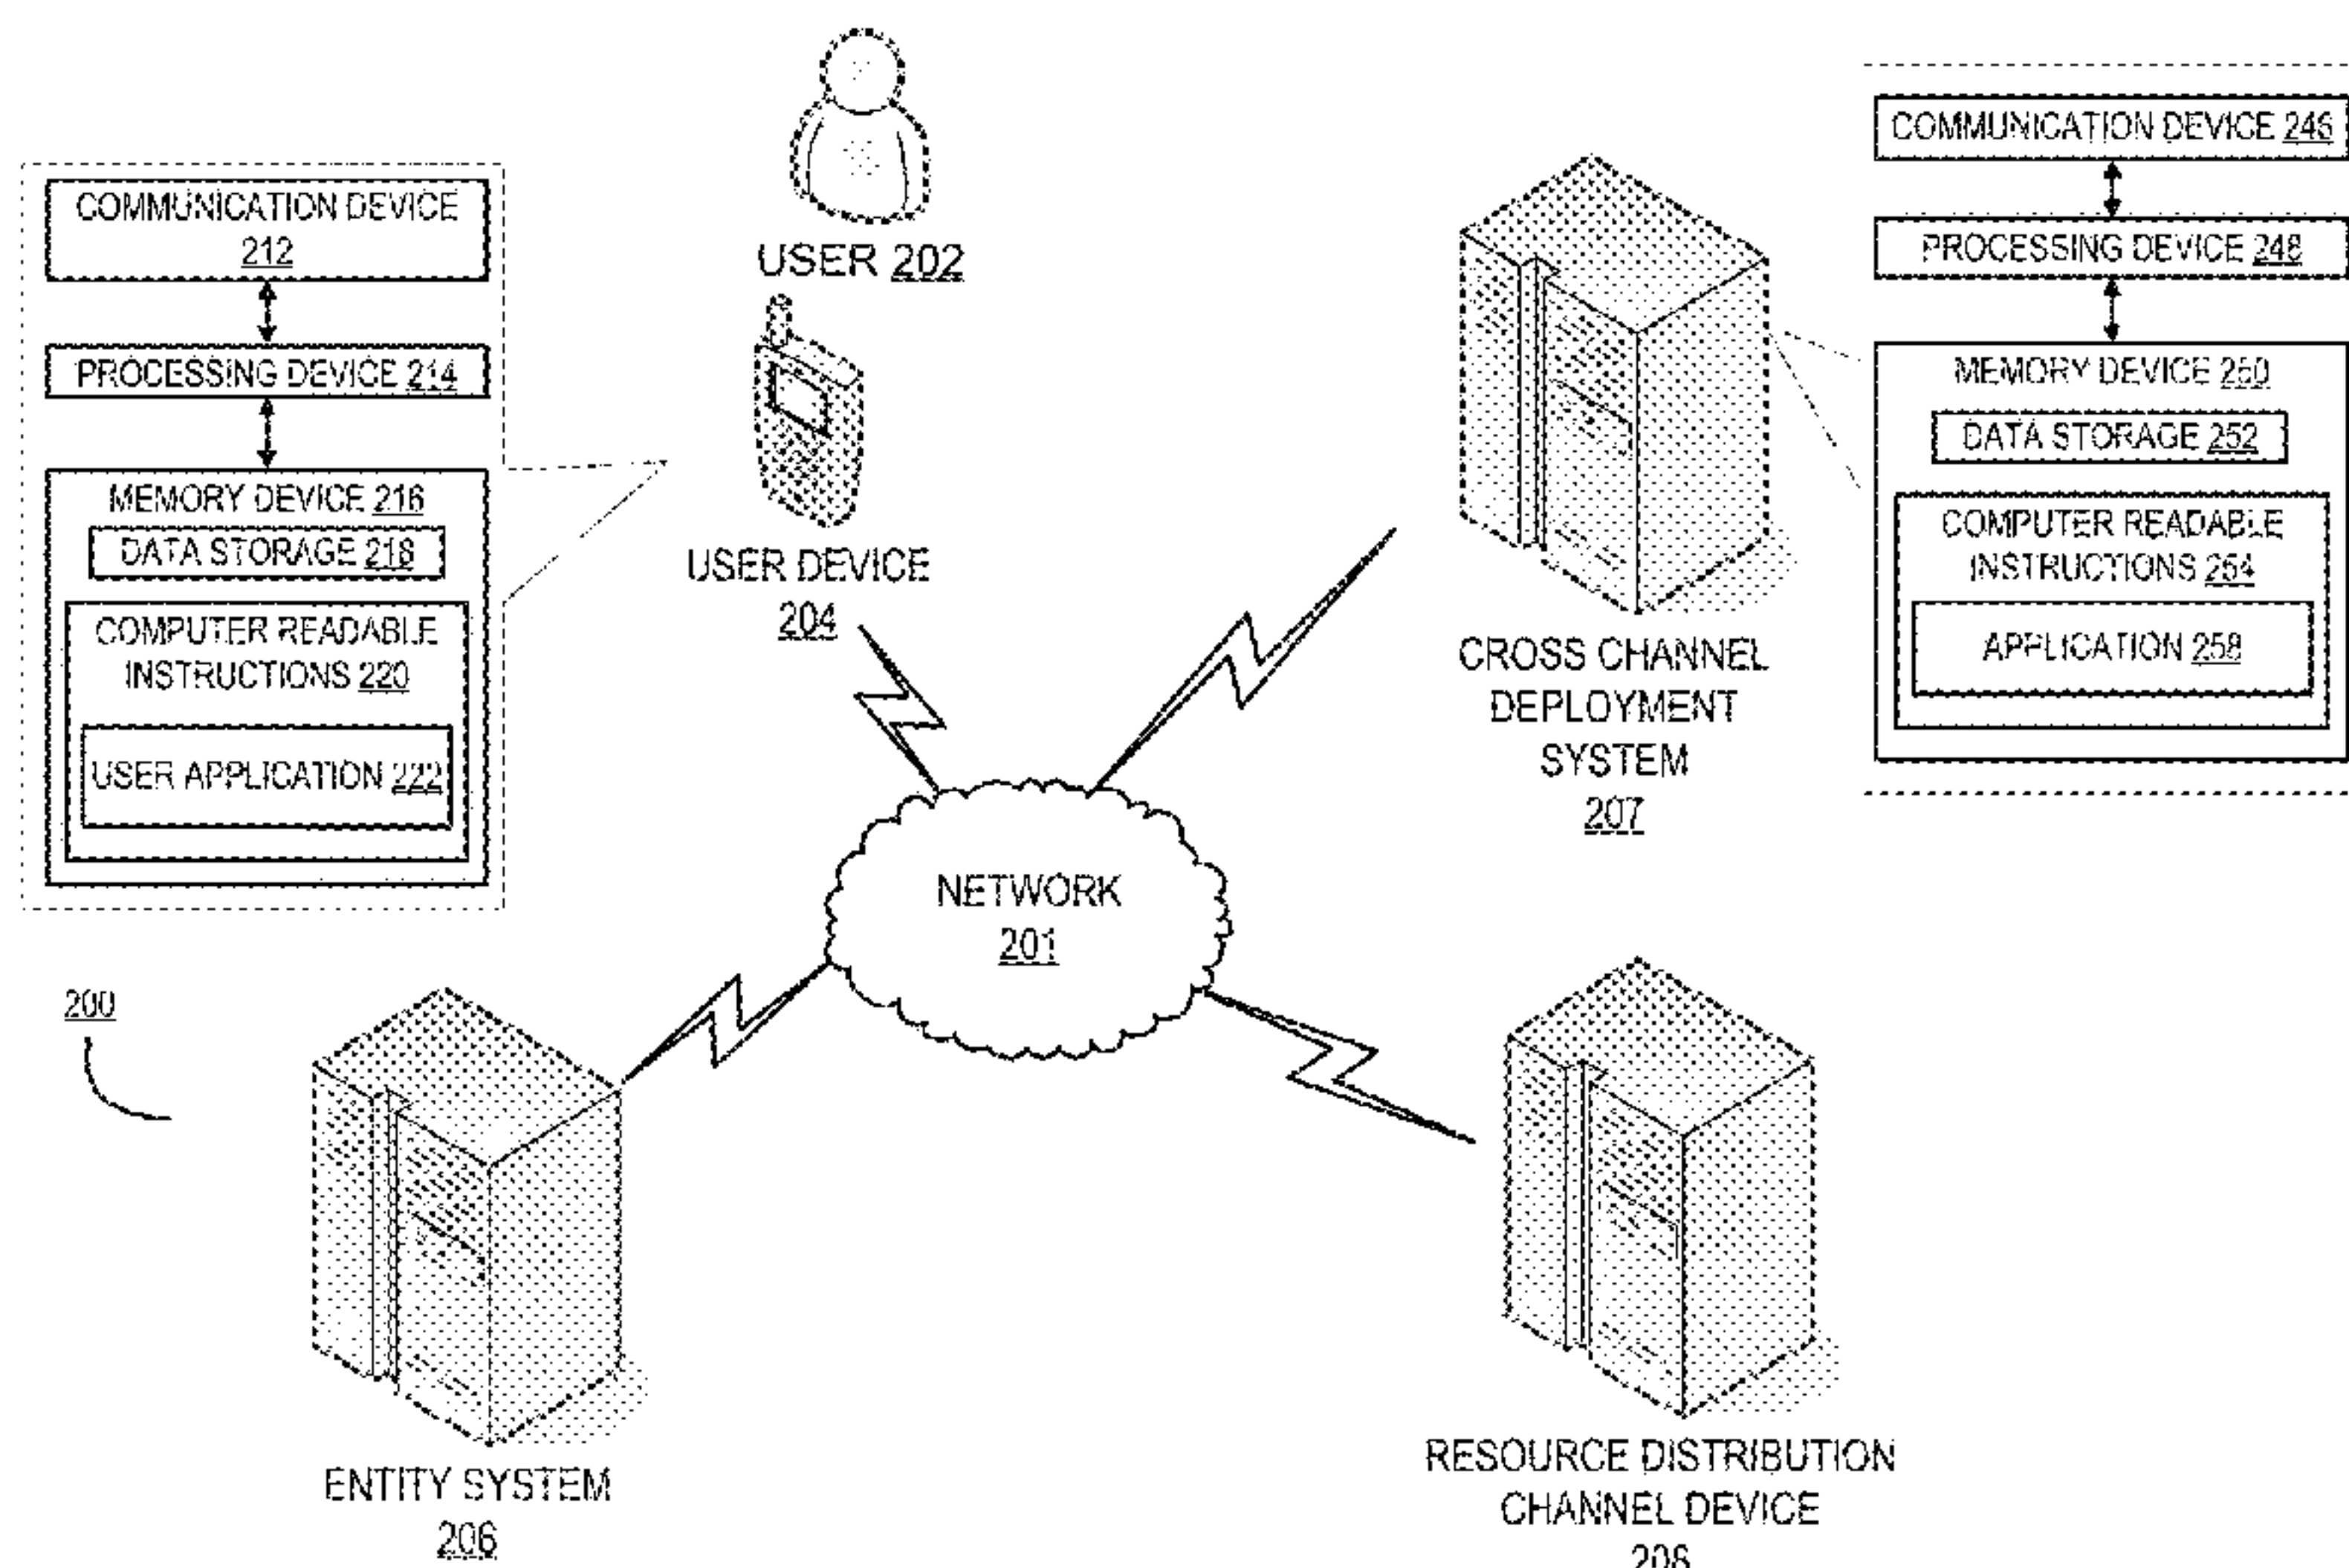 COMMUNICATION DEVICE
212
PROCESSING DEVICE 214
MEMORY DEVICE 216
DATA STORAGE 218
COMPUTER READABLE
INSTRUCTIONS 220
USER APPLICATION 222
USER 202
USER DEVICE
204
CROSS CHANNEL
DEPLOYMENT
SYSTEM
207
COMMUNICATION DEVICE 246
PROCESSING DEVICE 248
MEMORY DEVICE 250
DATA STORAGE 252
COMPUTER READABLE
INSTRUCTIONS 254
APPLICATION 258
NETWORK
201
200
ENTITY SYSTEM
206
RESOURCE DISTRIBUTION
CHANNEL DEVICE